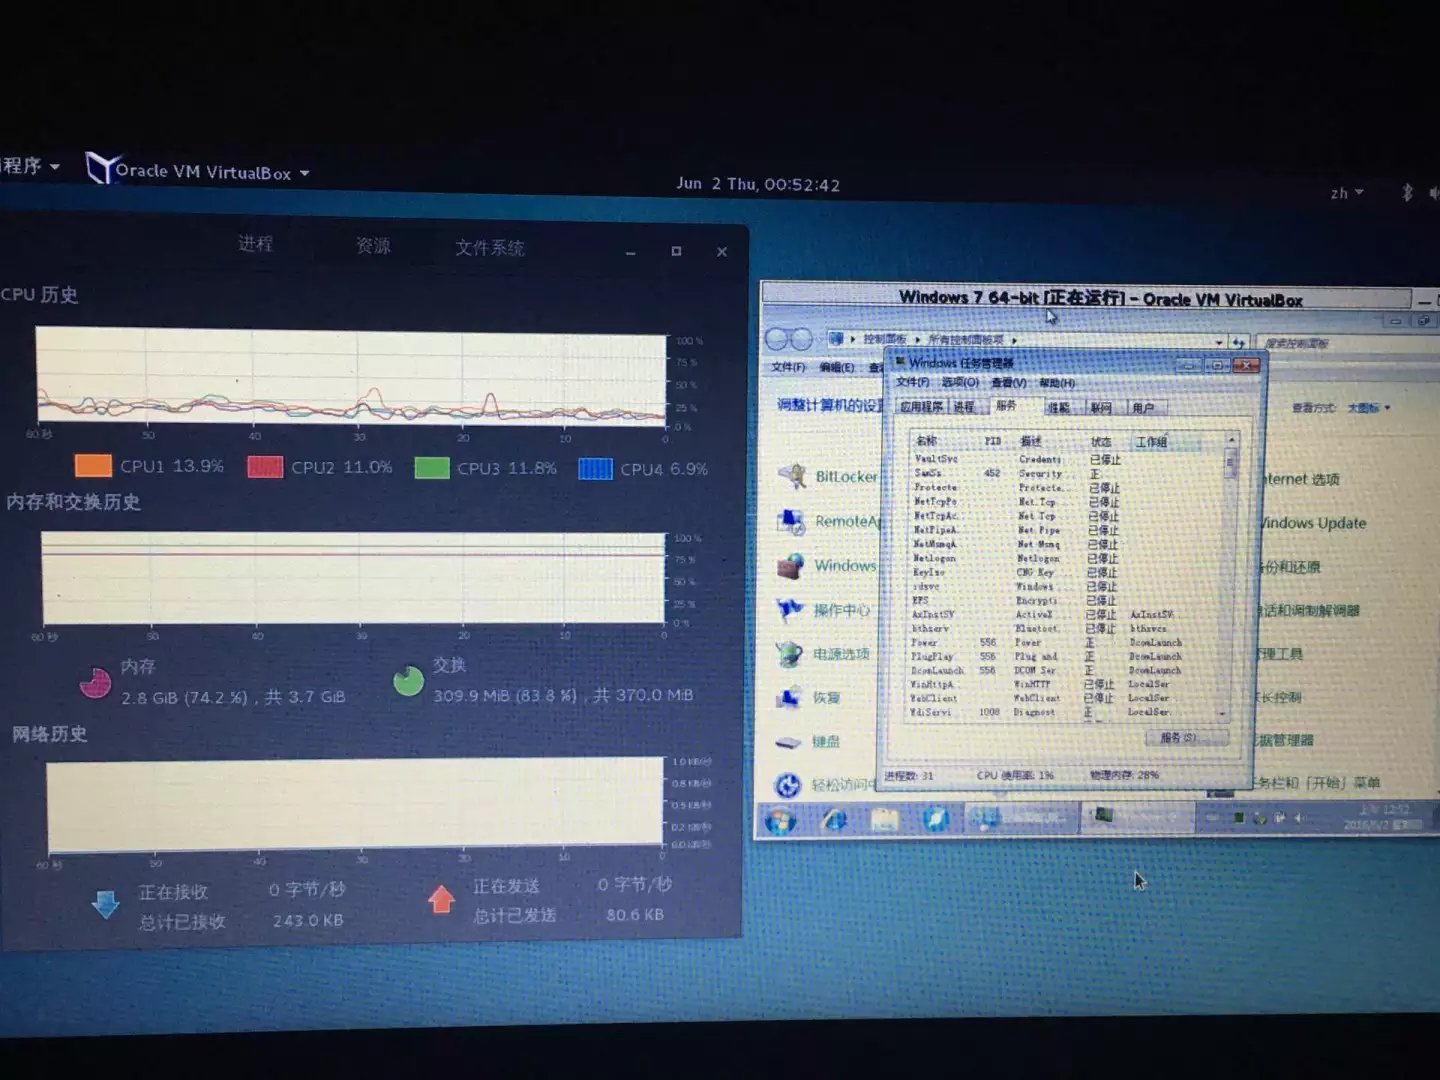 程序
Oracle VM VirtualBox
Jun 2 Thu, 00:52:42
zh
进程 资源 文件系统
CPU 历史
100 %
75 %
50 %
25 %
0 %
60 秒 50 40 30 20 10 0
CPU1 13.9% CPU2 11.0% CPU3 11.8% CPU4 6.9%
内存和交换历史
100 %
75 %
50 %
25 %
0 %
60 秒 50 40 30 20 10 0
内存
2.8 GiB (74.2 %) , 共 3.7 GiB
交换
309.9 MiB (83.8 %) , 共 370.0 MiB
网络历史
1.0 KB/秒
0.8 KB/秒
0.5 KB/秒
0.2 KB/秒
0.0 KB/秒
60 秒 50 40 30 20 10 0
正在接收 0 字节/秒
总计已接收 243.0 KB
正在发送 0 字节/秒
总计已发送 80.6 KB
Windows 7 64-bit [正在运行] - Oracle VM VirtualBox
控制面板 所有控制面板项
搜索控制面板
文件(F) 编辑(E) 查
调整计算机的设置
查看方式: 大图标
BitLocker
RemoteAp
Windows
操作中心
电源选项
恢复
键盘
轻松访问中
Internet 选项
Windows Update
备份和还原
电话和调制解调器
管理工具
家长控制
任务栏和「开始」菜单
Windows 任务管理器
文件(F) 选项(O) 查看(V) 帮助(H)
应用程序 进程 服务 性能 联网 用户
名称 PID 描述 状态 工作组
VaultSvc Credenti 已停止
SamSs 452 Security 正
Protecte Protecte... 已停止
NetTcpPo Net.Tcp 已停止
NetTcpAc. Net.Tcp 已停止
NetPipeA. Net.Pipe 已停止
NetMsmqA Net.Msmq 已停止
Netlogon Netlogon 已停止
KeyIso CNG Key 已停止
idsvc Windows 已停止
EFS Encrypti 已停止
AxInstSV ActiveX 已停止 AxInstSV
bthserv Bluetoot. 已停止 bthsvcs
Power 556 Power 正 DcomLaunch
PlugPlay 556 Plug and 正 DcomLaunch
DcomLaunch 556 DCOM Ser 正 DcomLaunch
WinHttpA. WinHTTP 已停止 LocalSer
WebClient WebClient 已停止 LocalSer
WdiServi 1008 Diagnost 正 LocalSer.
服务(S)
进程数: 31 CPU 使用率: 1% 物理内存: 28%
上午 12:52
2016/6/2